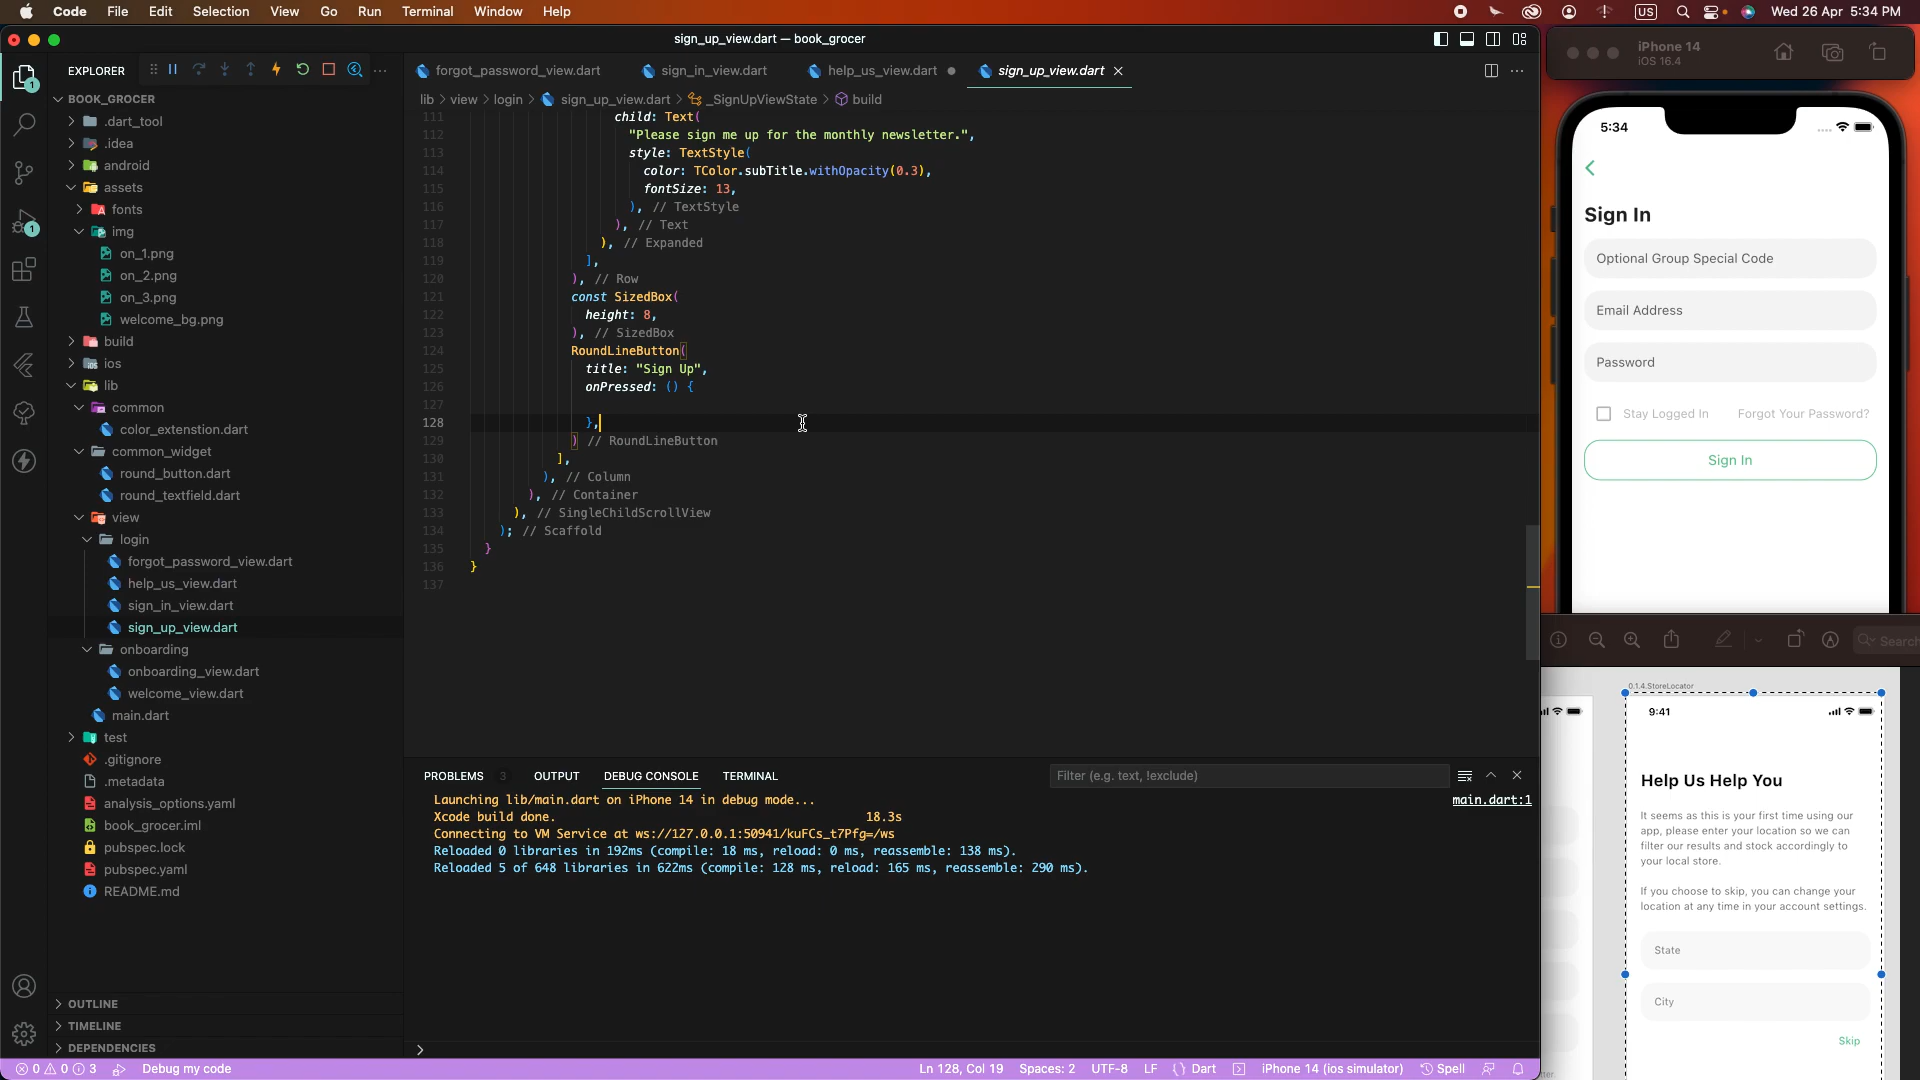 Code File Edit Selection View Go Run Terminal Window Help
US
Wed 26 Apr 5:34 PM
sign_up_view.dart — book_grocer
EXPLORER
BOOK_GROCER
.dart_tool
.idea
android
assets
fonts
img
on_1.png
on_2.png
on_3.png
welcome_bg.png
build
ios
lib
common
color_extenstion.dart
common_widget
round_button.dart
round_textfield.dart
view
login
forgot_password_view.dart
help_us_view.dart
sign_in_view.dart
sign_up_view.dart
onboarding
onboarding_view.dart
welcome_view.dart
main.dart
test
.gitignore
.metadata
analysis_options.yaml
book_grocer.iml
pubspec.lock
pubspec.yaml
README.md
OUTLINE
TIMELINE
DEPENDENCIES
1
1
forgot_password_view.dart sign_in_view.dart help_us_view.dart sign_up_view.dart
lib > view > login > sign_up_view.dart > _SignUpViewState > build
111 child: Text(
112 "Please sign me up for the monthly newsletter.",
113 style: TextStyle(
114 color: TColor.subTitle.withOpacity(0.3),
115 fontSize: 13,
116 ), // TextStyle
117 ), // Text
118 ), // Expanded
119 ],
120 ), // Row
121 const SizedBox(
122 height: 8,
123 ), // SizedBox
124 RoundLineButton(
125 title: "Sign Up",
126 onPressed: () {
127
128 },
129 ) // RoundLineButton
130 ],
131 ), // Column
132 ), // Container
133 ), // SingleChildScrollView
134 ); // Scaffold
135 }
136 }
137
PROBLEMS 3 OUTPUT DEBUG CONSOLE TERMINAL
Filter (e.g. text, !exclude)
Launching lib/main.dart on iPhone 14 in debug mode...
main.dart:1
Xcode build done. 18.3s
Connecting to VM Service at ws://127.0.0.1:50941/kuFCs_t7Pfg=/ws
Reloaded 0 libraries in 192ms (compile: 18 ms, reload: 0 ms, reassemble: 138 ms).
Reloaded 5 of 648 libraries in 622ms (compile: 128 ms, reload: 165 ms, reassemble: 290 ms).
>
0 0 3 Debug my code
Ln 128, Col 19 Spaces: 2 UTF-8 LF { } Dart iPhone 14 (ios simulator) Spell
iPhone 14
iOS 16.4
5:34
Sign In
Optional Group Special Code
Email Address
Password
Stay Logged In Forgot Your Password?
Sign In
Search
0.1.4.StoreLocator
9:41
Help Us Help You
It seems as this is your first time using our
app, please enter your location so we can
filter our results and stock accordingly to
your local store.
If you choose to skip, you can change your
location at any time in your account settings.
State
City
Skip